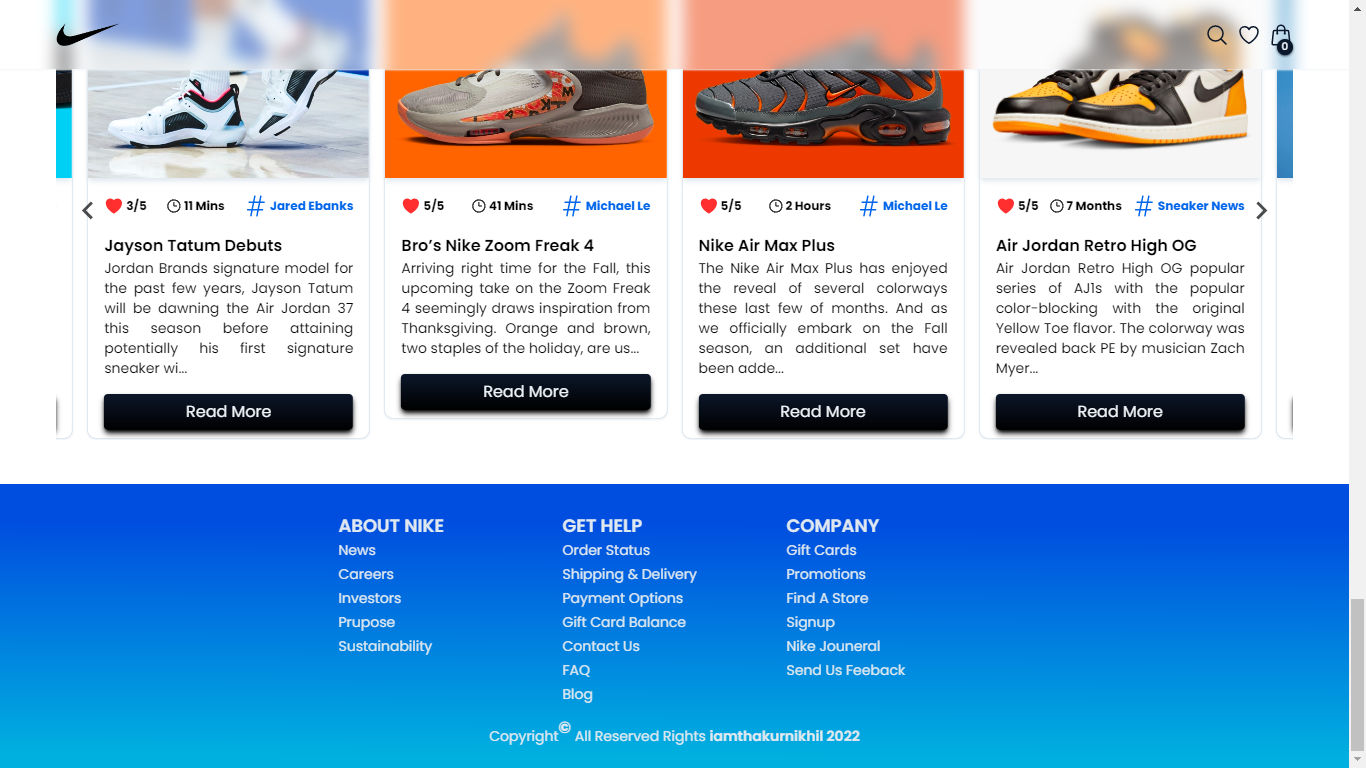 0
3/5 11 Mins # Jared Ebanks
Jayson Tatum Debuts
Jordan Brands signature model for
the past few years, Jayson Tatum
will be dawning the Air Jordan 37
this season before attaining
potentially his first signature
sneaker wi...
Read More
5/5 41 Mins # Michael Le
Bro’s Nike Zoom Freak 4
Arriving right time for the Fall, this
upcoming take on the Zoom Freak
4 seemingly draws inspiration from
Thanksgiving. Orange and brown,
two staples of the holiday, are us...
Read More
5/5 2 Hours # Michael Le
Nike Air Max Plus
The Nike Air Max Plus has enjoyed
the reveal of several colorways
these last few of months. And as
we officially embark on the Fall
season, an additional set have
been adde...
Read More
5/5 7 Months # Sneaker News
Air Jordan Retro High OG
Air Jordan Retro High OG popular
series of AJ1s with the popular
color-blocking with the original
Yellow Toe flavor. The colorway was
revealed back PE by musician Zach
Myer...
Read More
ABOUT NIKE
News
Careers
Investors
Prupose
Sustainability
GET HELP
Order Status
Shipping & Delivery
Payment Options
Gift Card Balance
Contact Us
FAQ
Blog
COMPANY
Gift Cards
Promotions
Find A Store
Signup
Nike Jouneral
Send Us Feeback
Copyright© All Reserved Rights iamthakurnikhil 2022